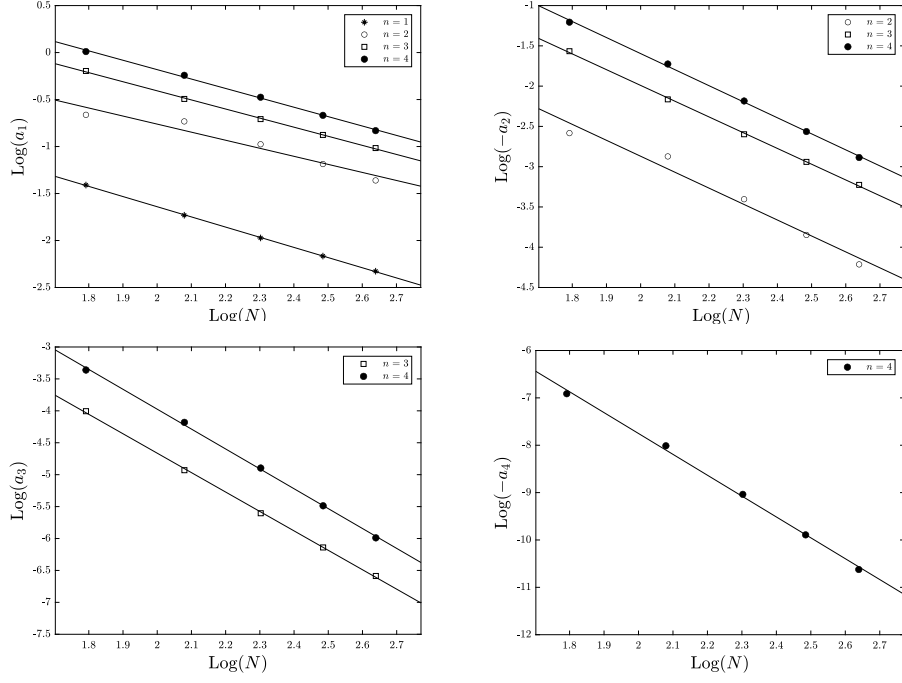 0.5
0
-0.5
-1
-1.5
-2
-2.5
Log(a₁)
1.8 1.9 2 2.1 2.2 2.3 2.4 2.5 2.6 2.7
Log(N)
n = 1
n = 2
n = 3
n = 4
-1
-1.5
-2
-2.5
-3
-3.5
-4
-4.5
Log(−a₂)
1.8 1.9 2 2.1 2.2 2.3 2.4 2.5 2.6 2.7
Log(N)
n = 2
n = 3
n = 4
-3
-3.5
-4
-4.5
-5
-5.5
-6
-6.5
-7
-7.5
Log(a₃)
1.8 1.9 2 2.1 2.2 2.3 2.4 2.5 2.6 2.7
Log(N)
n = 3
n = 4
-6
-7
-8
-9
-10
-11
-12
Log(−a₄)
1.8 1.9 2 2.1 2.2 2.3 2.4 2.5 2.6 2.7
Log(N)
n = 4